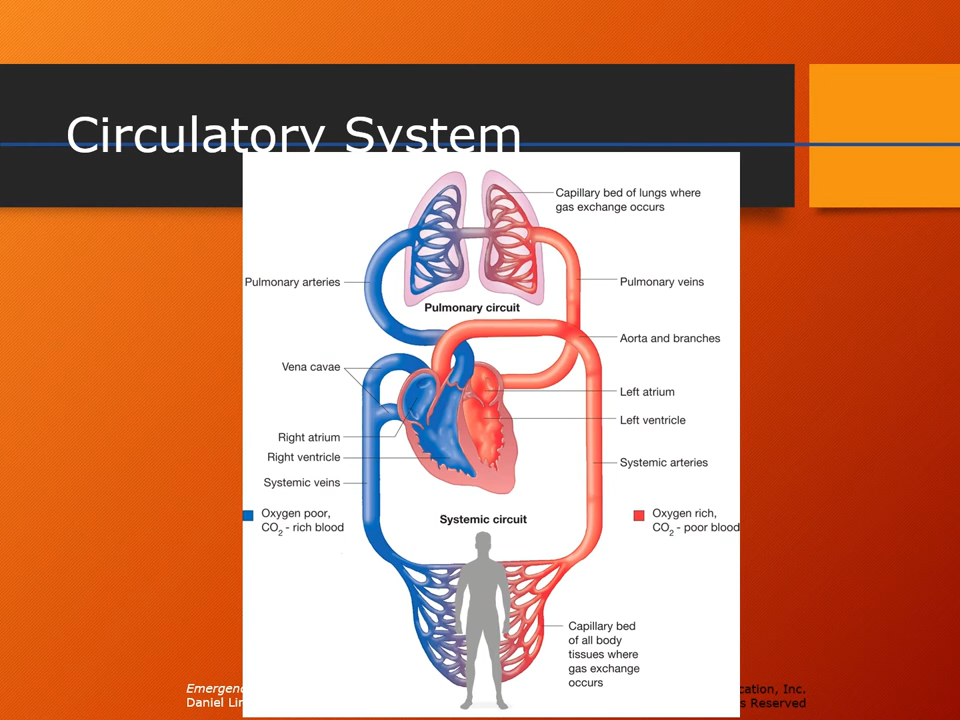 Circulatory System
Capillary bed of lungs where
gas exchange occurs
Pulmonary arteries
Pulmonary veins
Pulmonary circuit
Aorta and branches
Vena cavae
Left atrium
Left ventricle
Right atrium
Right ventricle
Systemic arteries
Systemic veins
Oxygen poor,
CO2 - rich blood
Systemic circuit
Oxygen rich,
CO2 - poor blood
Capillary bed
of all body
tissues where
gas exchange
occurs
Inc.
Daniel
Reserved